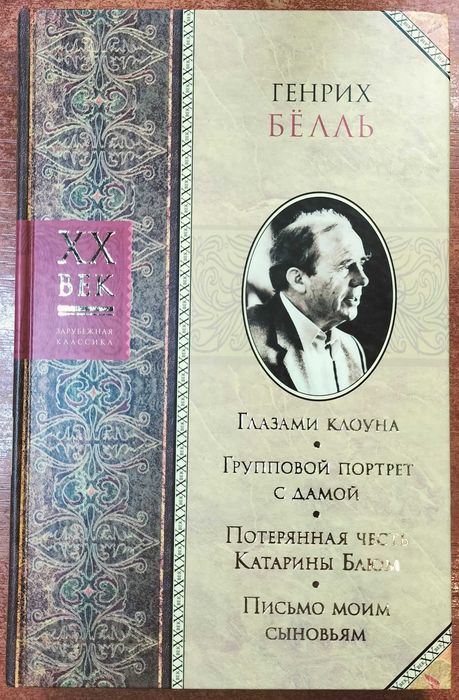 ГЕНРИХ
БЁЛЛЬ
XX
ВЕК
ЗАРУБЕЖНАЯ
КЛАССИКА
ГЛАЗАМИ КЛОУНА
•
ГРУППОВОЙ ПОРТРЕТ
С ДАМОЙ
•
ПОТЕРЯННАЯ ЧЕСТЬ
КАТАРИНЫ БЛЮМ
•
ПИСЬМО МОИМ
СЫНОВЬЯМ